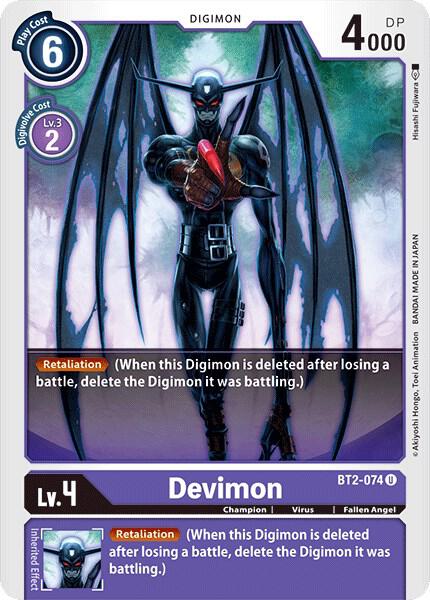 DIGIMON
Play Cost
6
DP
4000
Digivolve Cost
Lv.3
2
Hisashi Fujiwara
© Akiyoshi Hongo, Toei Animation BANDAI MADE IN JAPAN
Retaliation (When this Digimon is deleted after losing a
battle, delete the Digimon it was battling.)
Lv.4
Devimon
BT2-074 U
Champion | Virus | Fallen Angel
Inherited Effect
Retaliation (When this Digimon is deleted
after losing a battle, delete the Digimon it was
battling.)